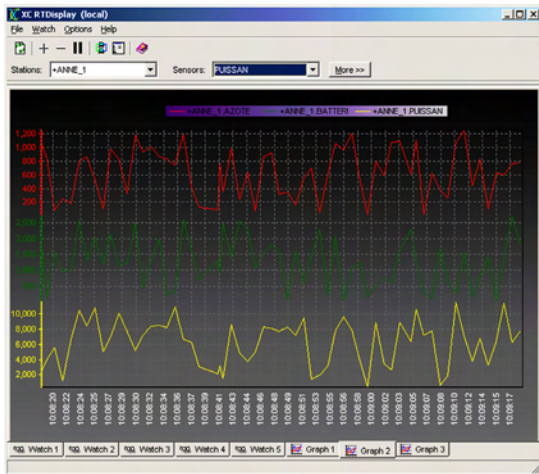 XC RTDisplay (local)
File Watch Options Help
Stations: +ANNE_1 Sensors: PUISSAN More >>
+ANNE_1.AZOTE +ANNE_1.BATTERI +ANNE_1.PUISSAN
1,200
1,000
800
600
400
200
2,500
2,000
1,500
10,000
8,000
6,000
4,000
2,000
10:08:20 10:08:22 10:08:24 10:08:25 10:08:27 10:08:29 10:08:30 10:08:32 10:08:34 10:08:36 10:08:37 10:08:39 10:08:41 10:08:43 10:08:44 10:08:46 10:08:48 10:08:49 10:08:51 10:08:53 10:08:55 10:08:56 10:08:58 10:09:00 10:09:02 10:09:03 10:09:05 10:09:07 10:09:08 10:09:10 10:09:12 10:09:14 10:09:15 10:09:17
Watch 1 Watch 2 Watch 3 Watch 4 Watch 5 Graph 1 Graph 2 Graph 3